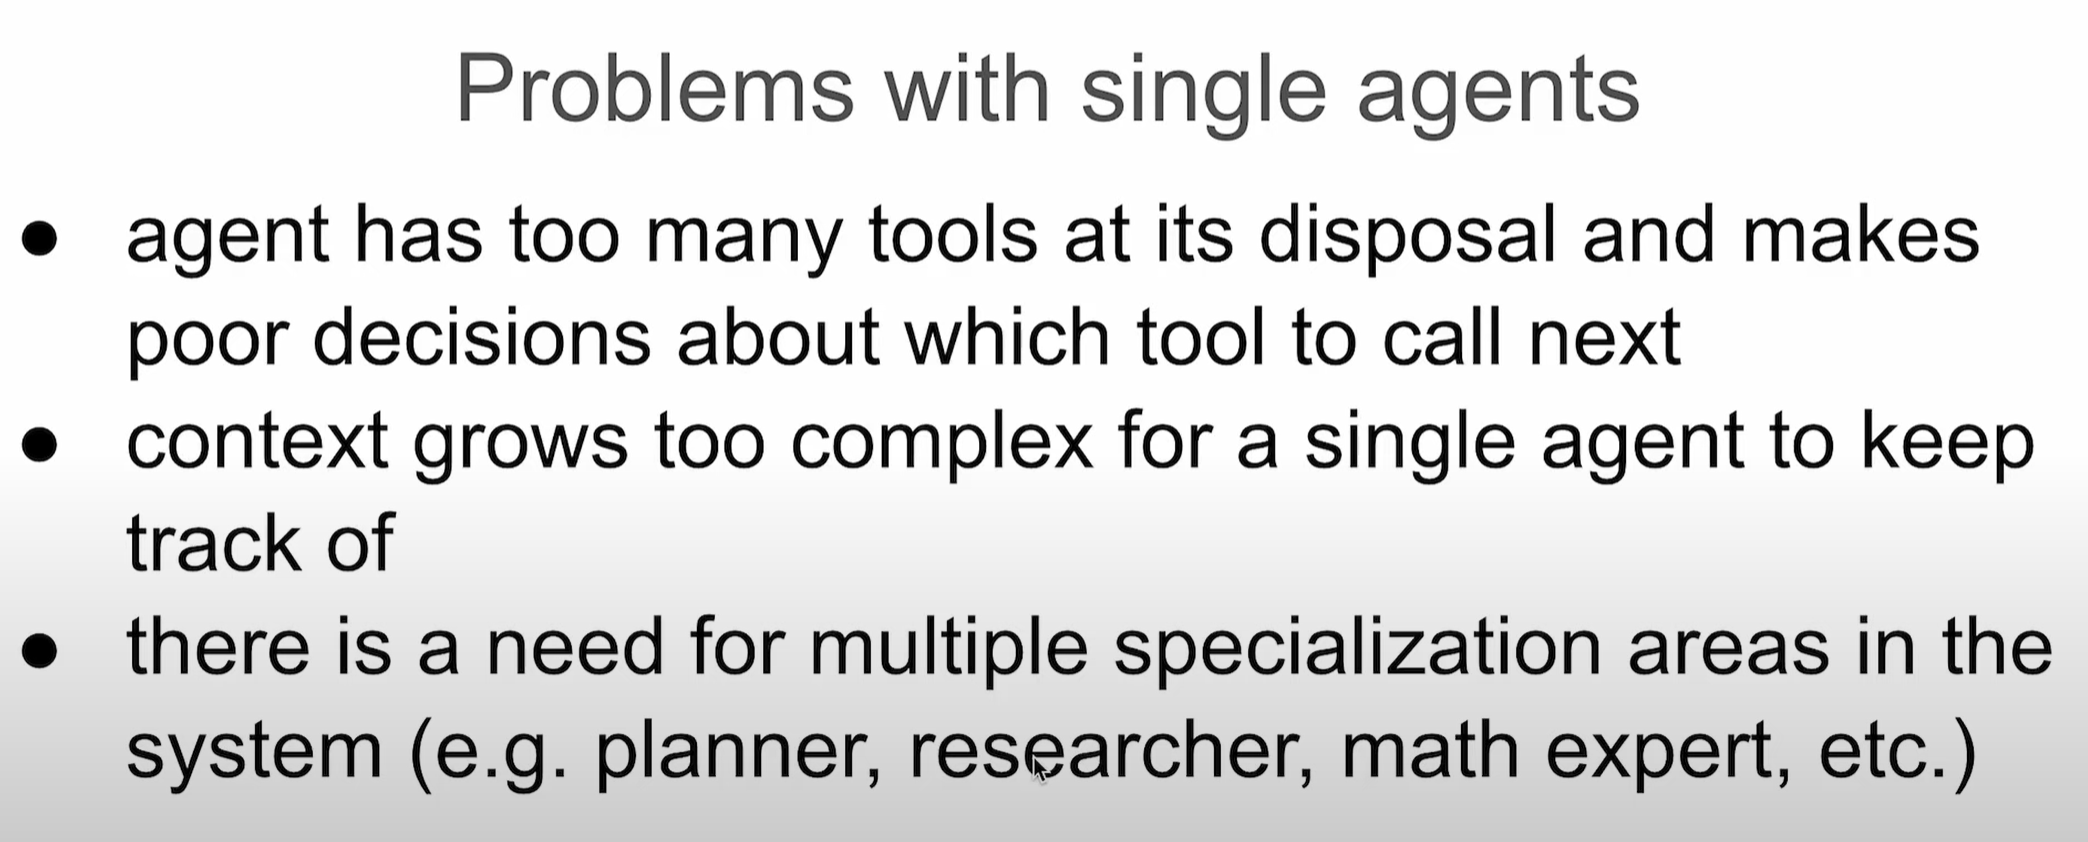 Problems with single agents
● agent has too many tools at its disposal and makes
poor decisions about which tool to call next
● context grows too complex for a single agent to keep
track of
● there is a need for multiple specialization areas in the
system (e.g. planner, researcher, math expert, etc.)